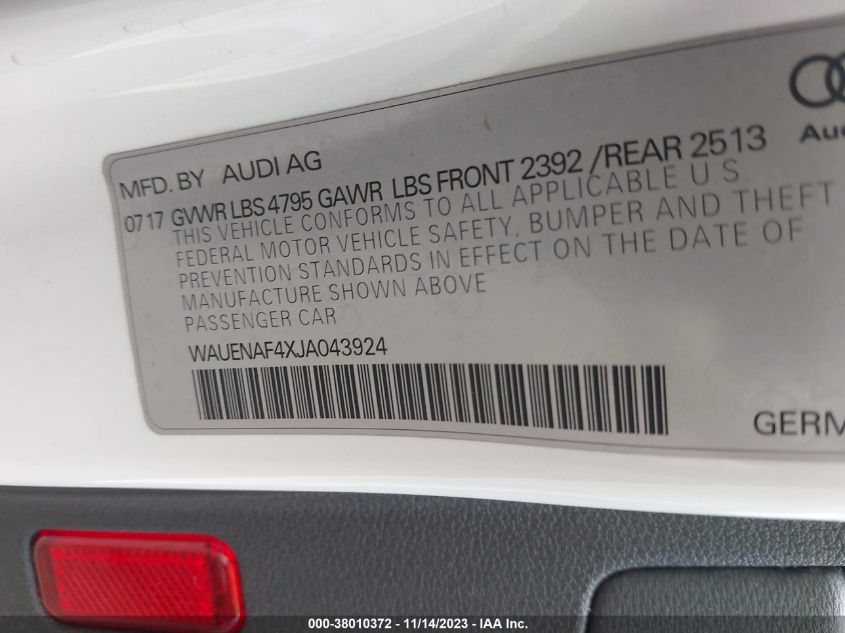 MFD. BY AUDI AG
07 17 GVWR LBS 4795 GAWR LBS FRONT 2392 /REAR 2513
THIS VEHICLE CONFORMS TO ALL APPLICABLE U.S.
FEDERAL MOTOR VEHICLE SAFETY, BUMPER AND THEFT
PREVENTION STANDARDS IN EFFECT ON THE DATE OF
MANUFACTURE SHOWN ABOVE
PASSENGER CAR
WAUENAF4XJA043924
000-38010372 - 11/14/2023 - IAA Inc.